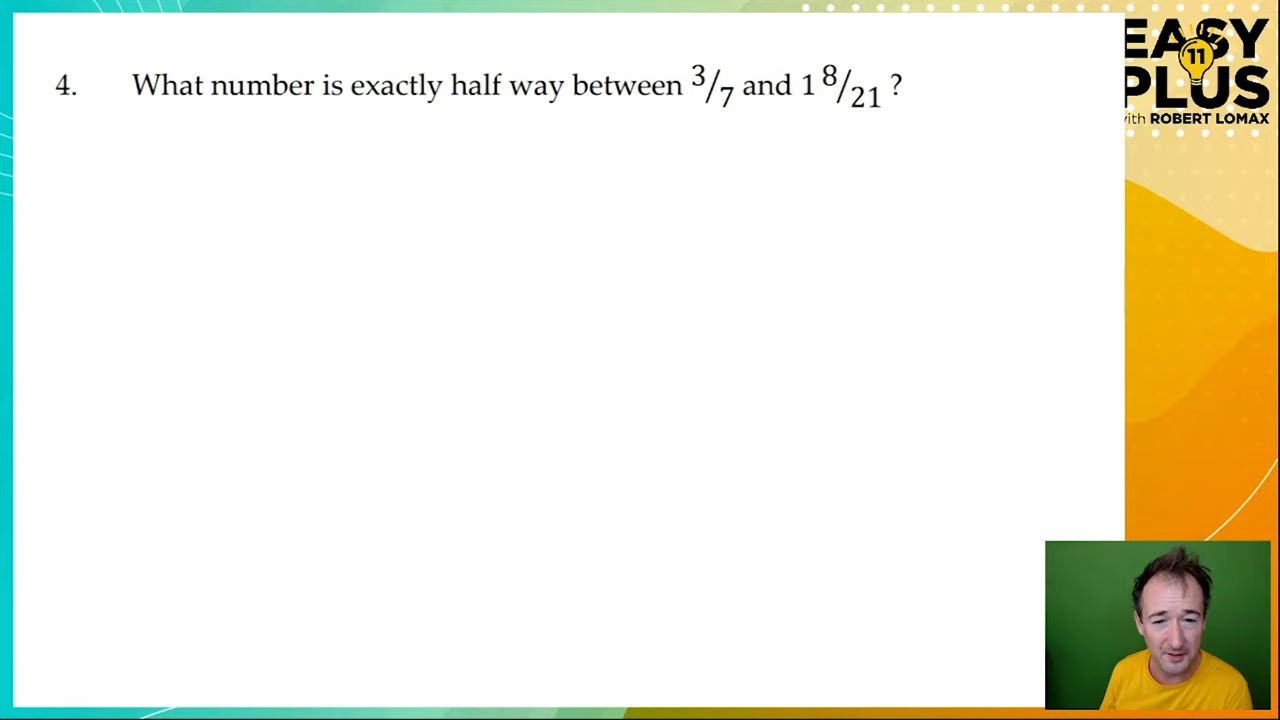 4. What number is exactly half way between 3/7 and 1 8/21 ?
EASY
11
PLUS
with ROBERT LOMAX